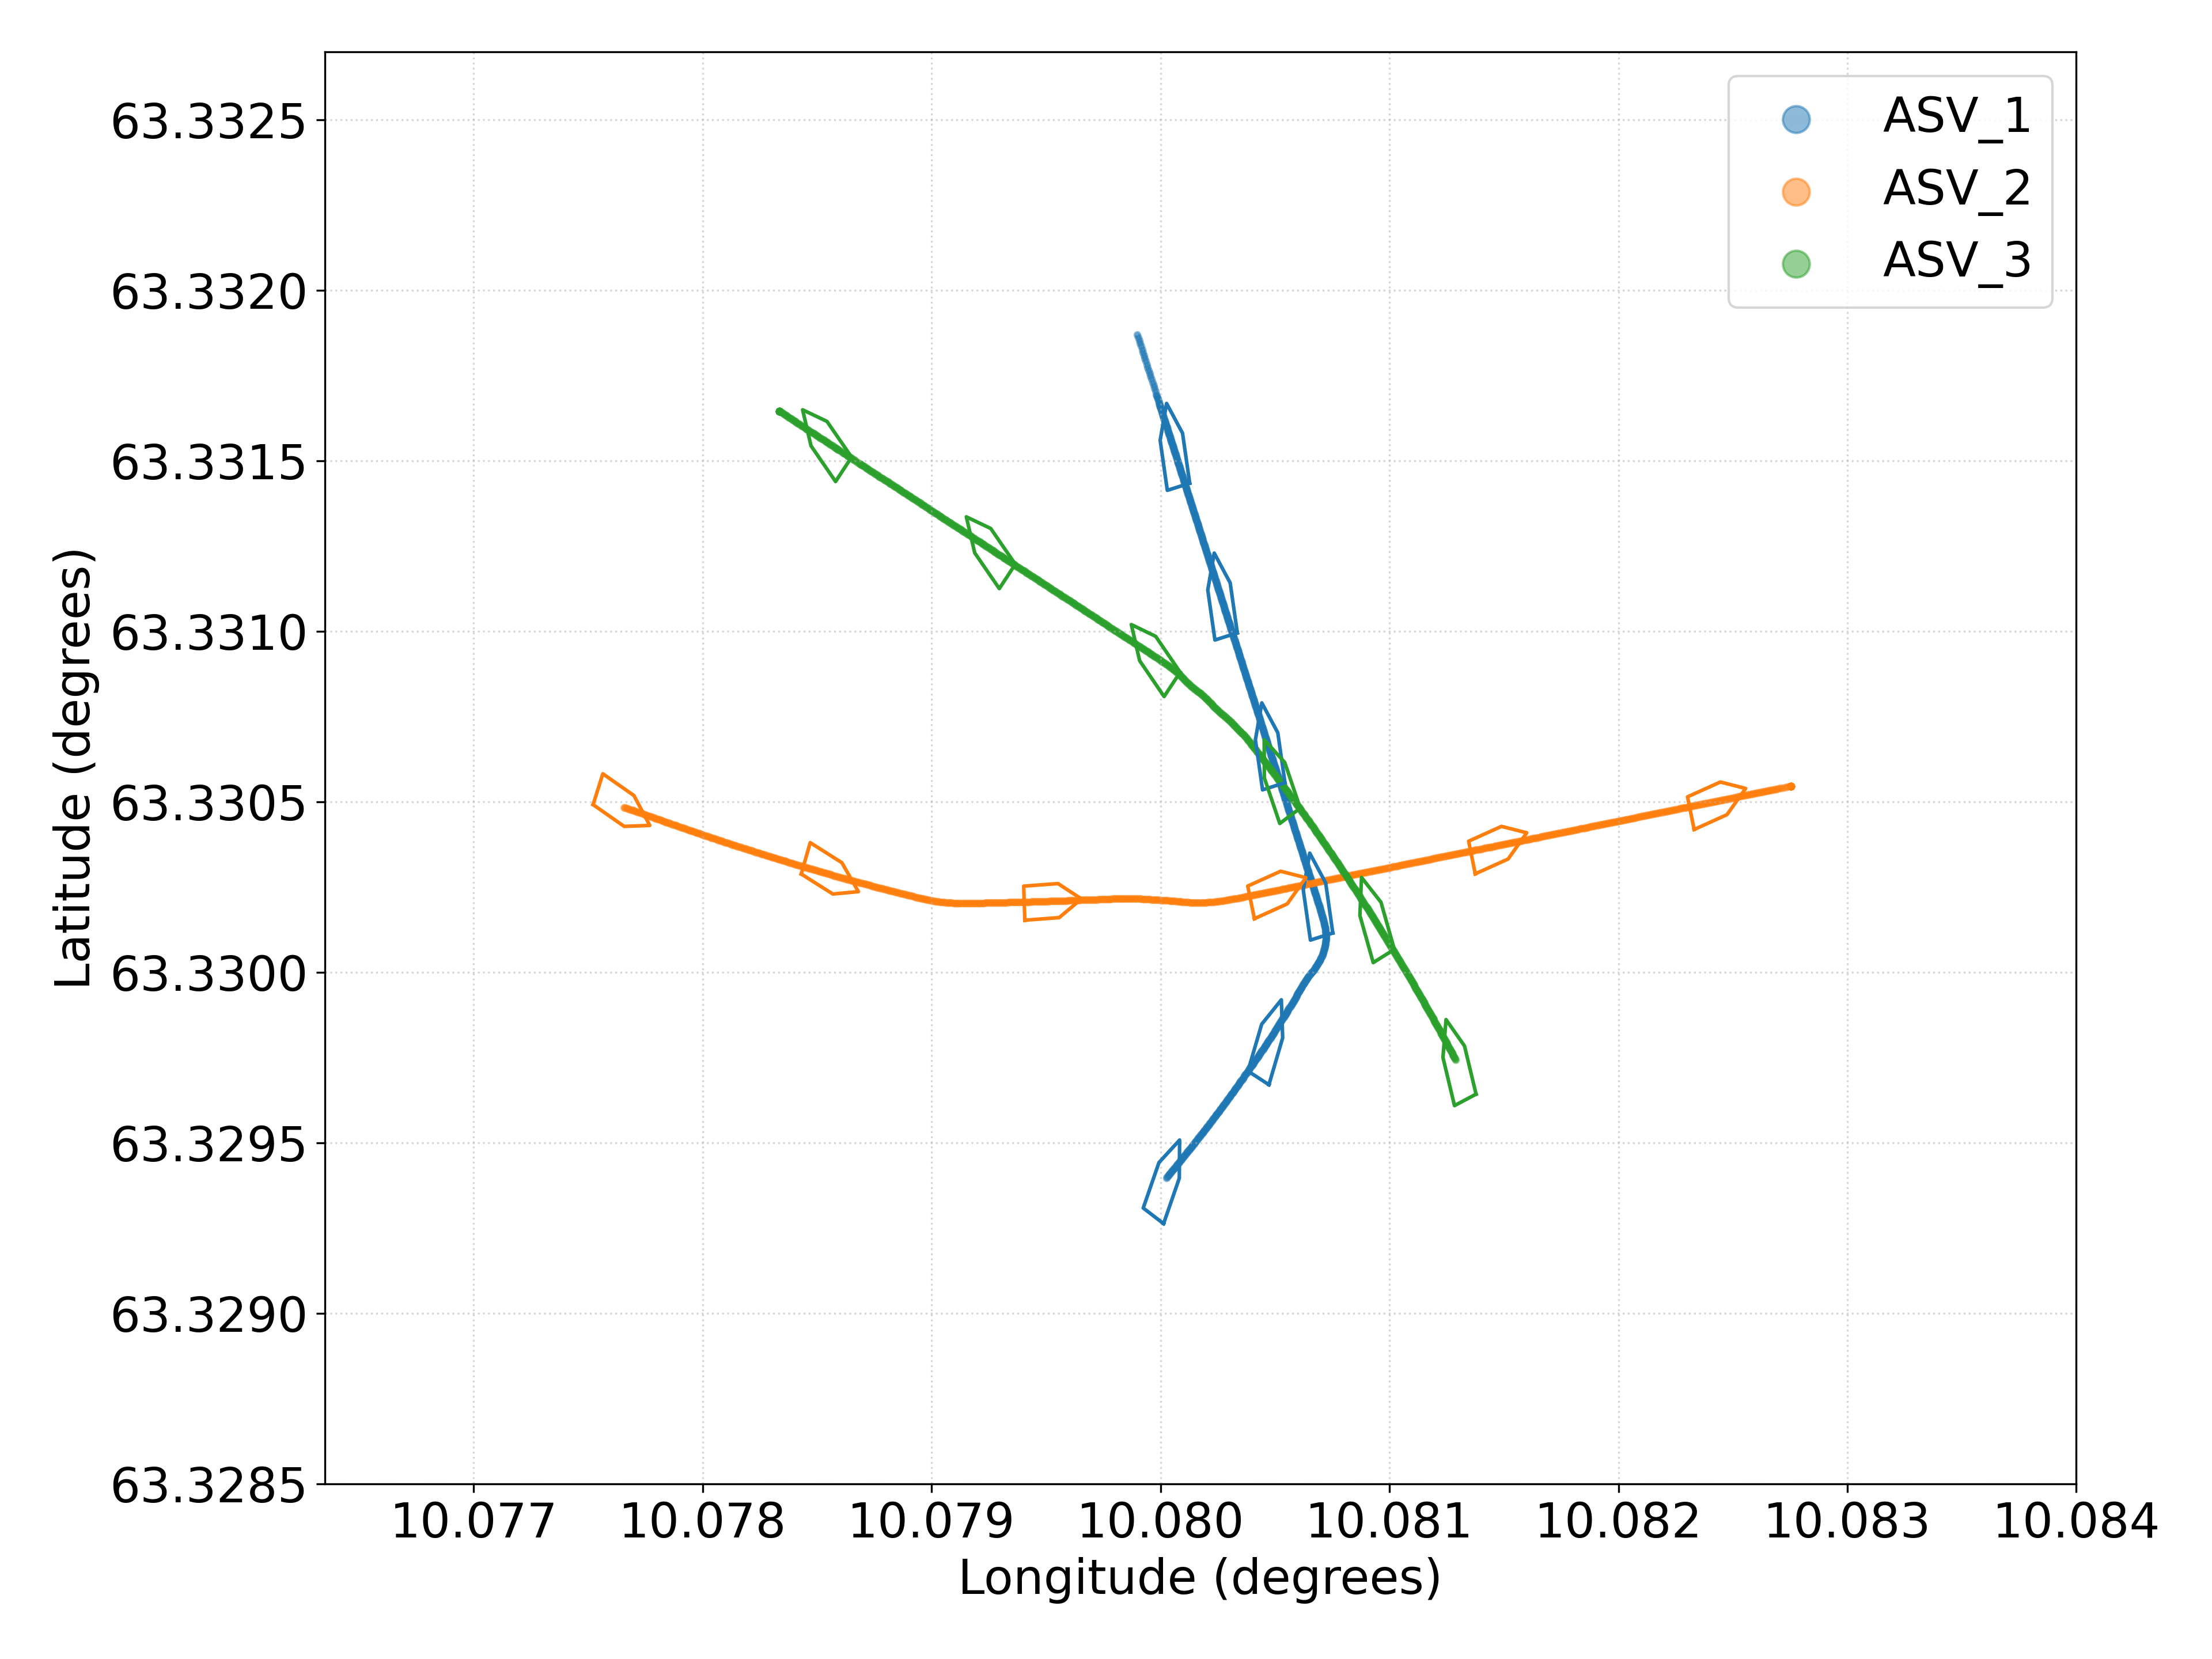 ASV_1
ASV_2
ASV_3
63.3325
63.3320
63.3315
63.3310
63.3305
63.3300
63.3295
63.3290
63.3285
Latitude (degrees)
10.077 10.078 10.079 10.080 10.081 10.082 10.083 10.084
Longitude (degrees)